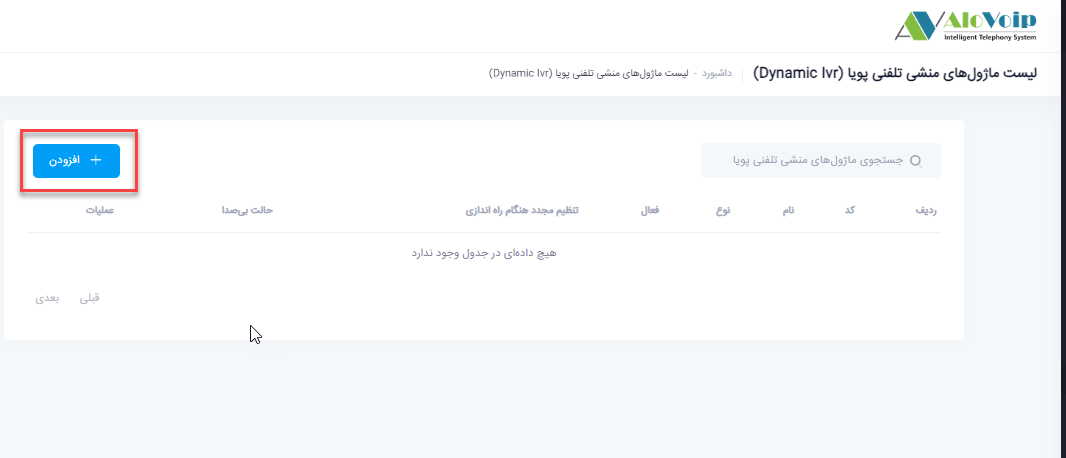 AloVoip
Intelligent Telephony System
لیست ماژول‌های منشی تلفنی پویا (Dynamic Ivr)
داشبورد - لیست ماژول‌های منشی تلفنی پویا (Dynamic Ivr)
جستجوی ماژول‌های منشی تلفنی پویا
افزودن
ردیف کد نام نوع فعال تنظیم مجدد هنگام راه اندازی حالت بی‌صدا عملیات
هیچ داده‌ای در جدول وجود ندارد
قبلی بعدی